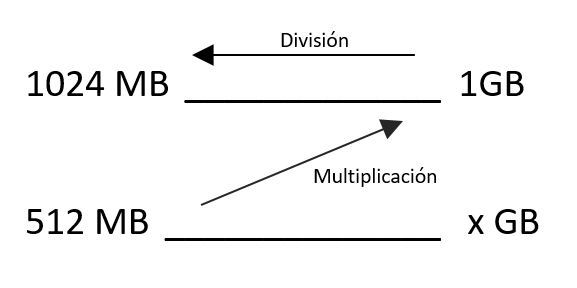 División
1024 MB 1GB
Multiplicación
512 MB x GB